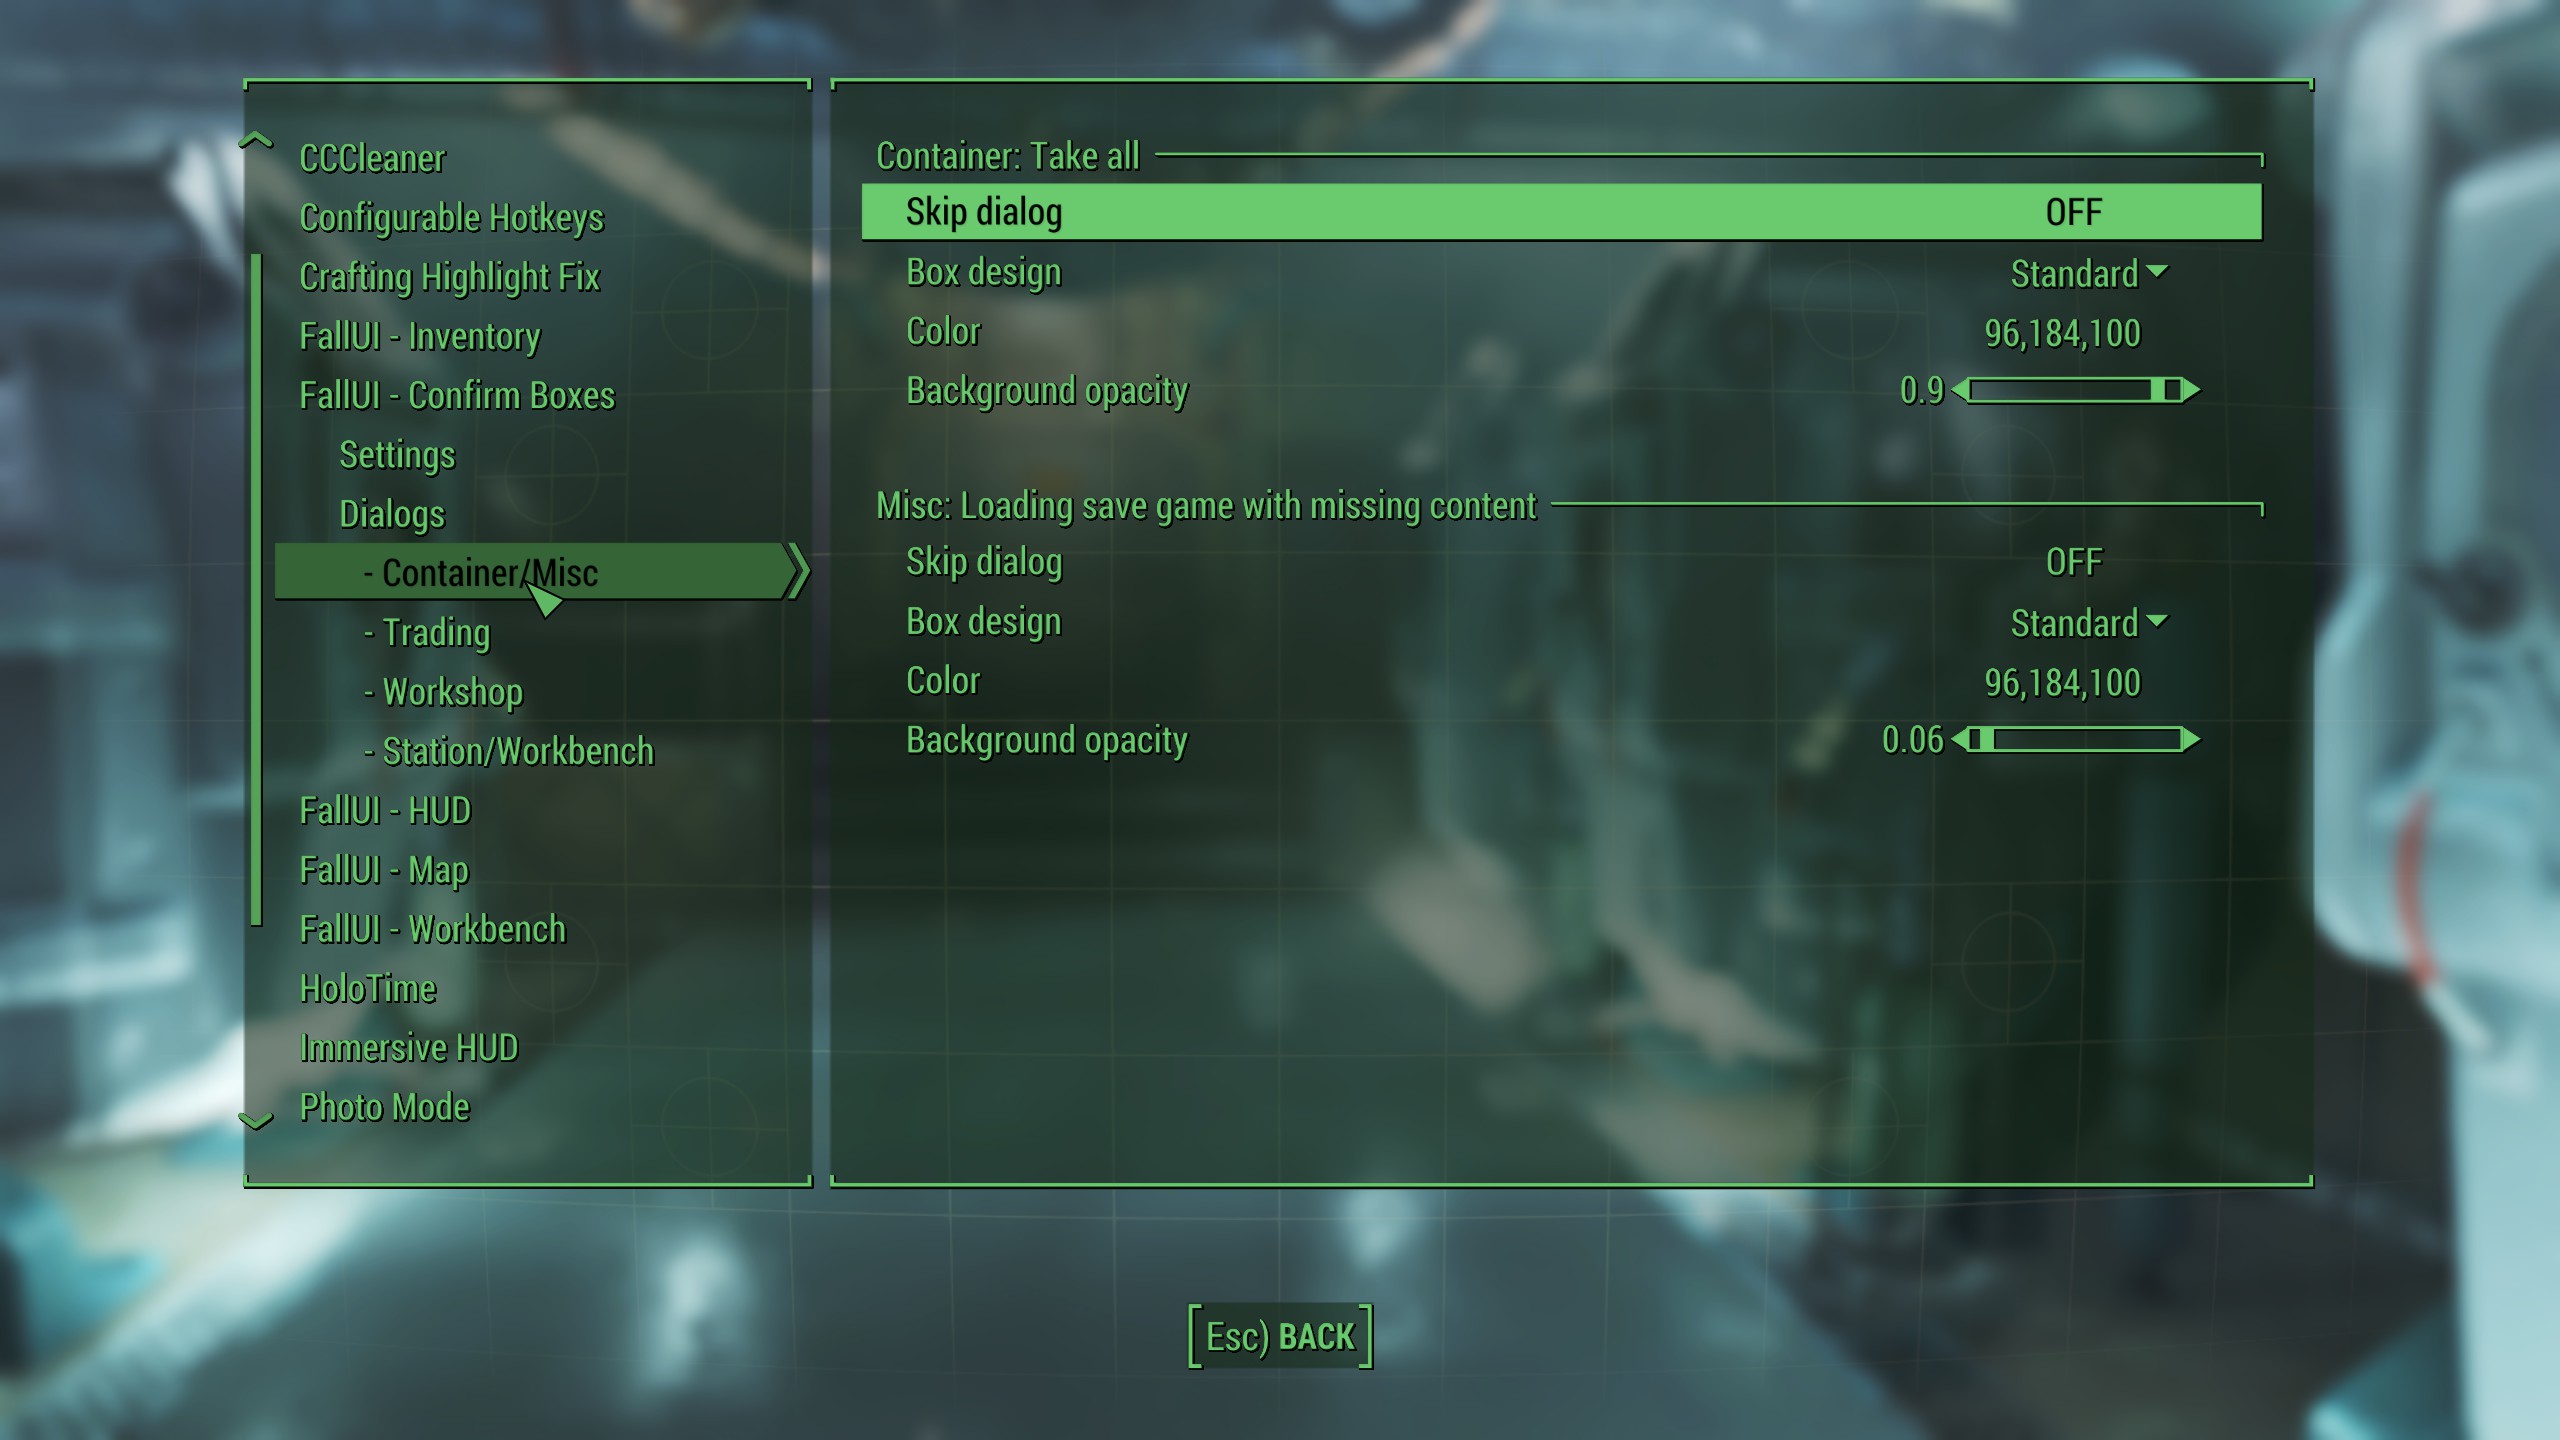 CCCleaner
Configurable Hotkeys
Crafting Highlight Fix
FallUI - Inventory
FallUI - Confirm Boxes
Settings
Dialogs
- Container/Misc
- Trading
- Workshop
- Station/Workbench
FallUI - HUD
FallUI - Map
FallUI - Workbench
HoloTime
Immersive HUD
Photo Mode
Container: Take all
Skip dialog OFF
Box design Standard
Color 96,184,100
Background opacity 0.9
Misc: Loading save game with missing content
Skip dialog OFF
Box design Standard
Color 96,184,100
Background opacity 0.06
Esc) BACK